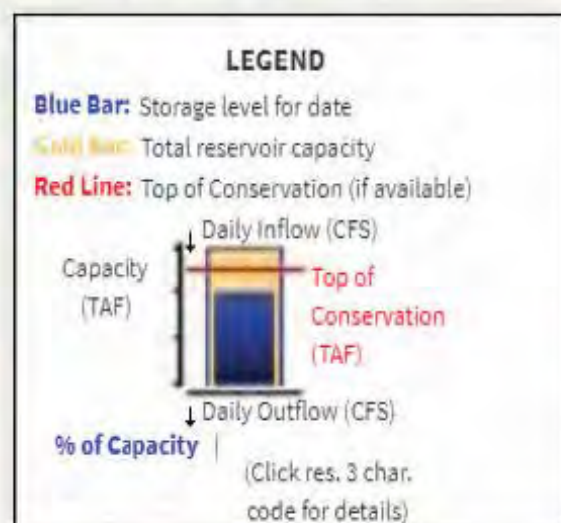 LEGEND
Blue Bar: Storage level for date
Gold Bar: Total reservoir capacity
Red Line: Top of Conservation (if available)
↓ Daily Inflow (CFS)
Capacity
(TAF)
Top of
Conservation
(TAF)
↓ Daily Outflow (CFS)
% of Capacity |
(Click res. 3 char.
code for details)